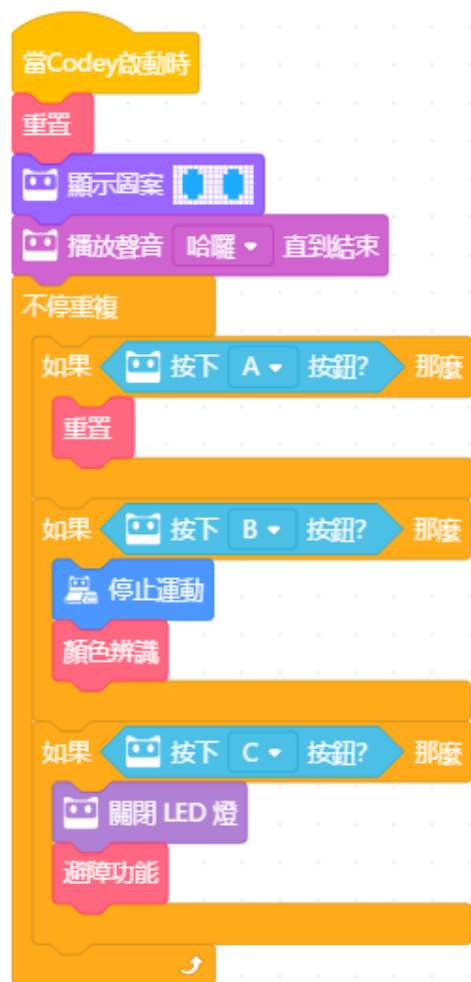 當Codey啟動時
重置
顯示圖案
播放聲音 哈囉 直到結束
不停重複
如果 按下 A 按鈕? 那麼
重置
如果 按下 B 按鈕? 那麼
停止運動
顏色辨識
如果 按下 C 按鈕? 那麼
關閉 LED 燈
避障功能